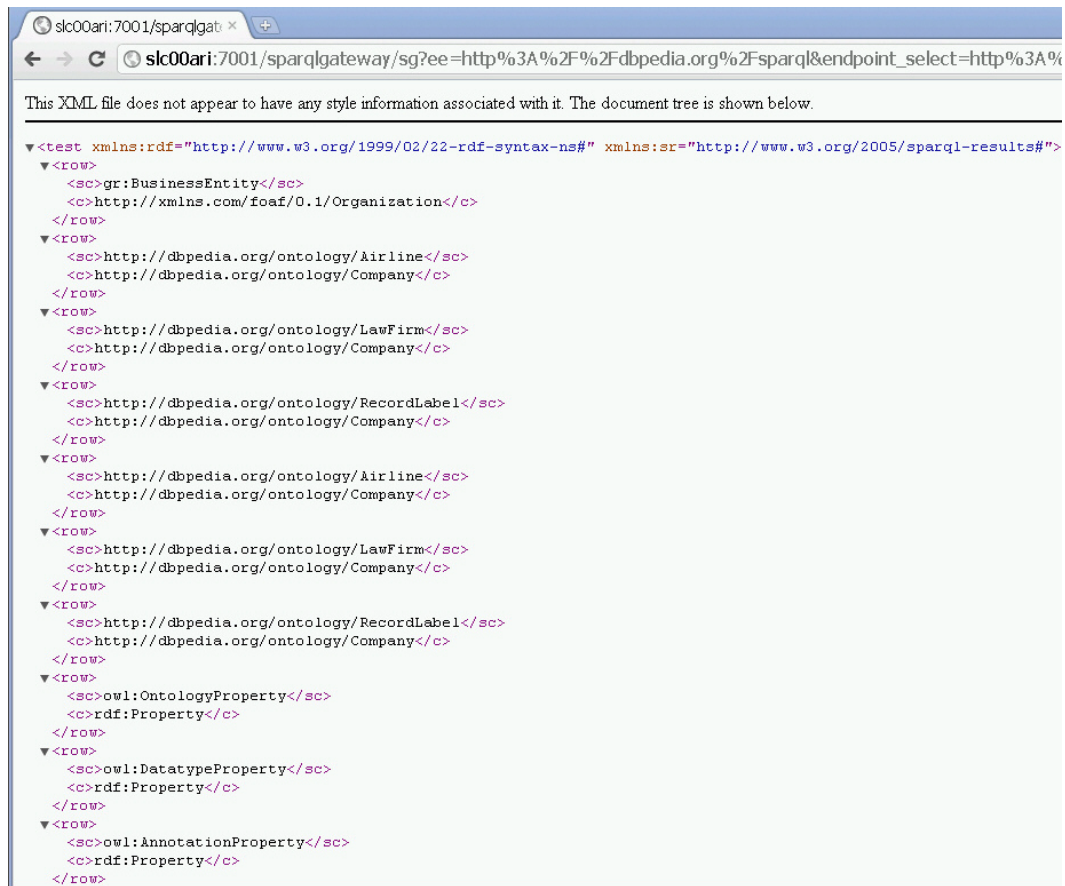 slc00ari:7001/sparqlgat
slc00ari:7001/sparqlgateway/sg?ee=http%3A%2F%2Fdbpedia.org%2Fsparql&endpoint_select=http%3A%
This XML file does not appear to have any style information associated with it. The document tree is shown below.
▼<test xmlns:rdf="http://www.w3.org/1999/02/22-rdf-syntax-ns#" xmlns:sr="http://www.w3.org/2005/sparql-results#">
▼<row>
<sc>gr:BusinessEntity</sc>
<c>http://xmlns.com/foaf/0.1/Organization</c>
</row>
▼<row>
<sc>http://dbpedia.org/ontology/Airline</sc>
<c>http://dbpedia.org/ontology/Company</c>
</row>
▼<row>
<sc>http://dbpedia.org/ontology/LawFirm</sc>
<c>http://dbpedia.org/ontology/Company</c>
</row>
▼<row>
<sc>http://dbpedia.org/ontology/RecordLabel</sc>
<c>http://dbpedia.org/ontology/Company</c>
</row>
▼<row>
<sc>http://dbpedia.org/ontology/Airline</sc>
<c>http://dbpedia.org/ontology/Company</c>
</row>
▼<row>
<sc>http://dbpedia.org/ontology/LawFirm</sc>
<c>http://dbpedia.org/ontology/Company</c>
</row>
▼<row>
<sc>http://dbpedia.org/ontology/RecordLabel</sc>
<c>http://dbpedia.org/ontology/Company</c>
</row>
▼<row>
<sc>owl:OntologyProperty</sc>
<c>rdf:Property</c>
</row>
▼<row>
<sc>owl:DatatypeProperty</sc>
<c>rdf:Property</c>
</row>
▼<row>
<sc>owl:AnnotationProperty</sc>
<c>rdf:Property</c>
</row>